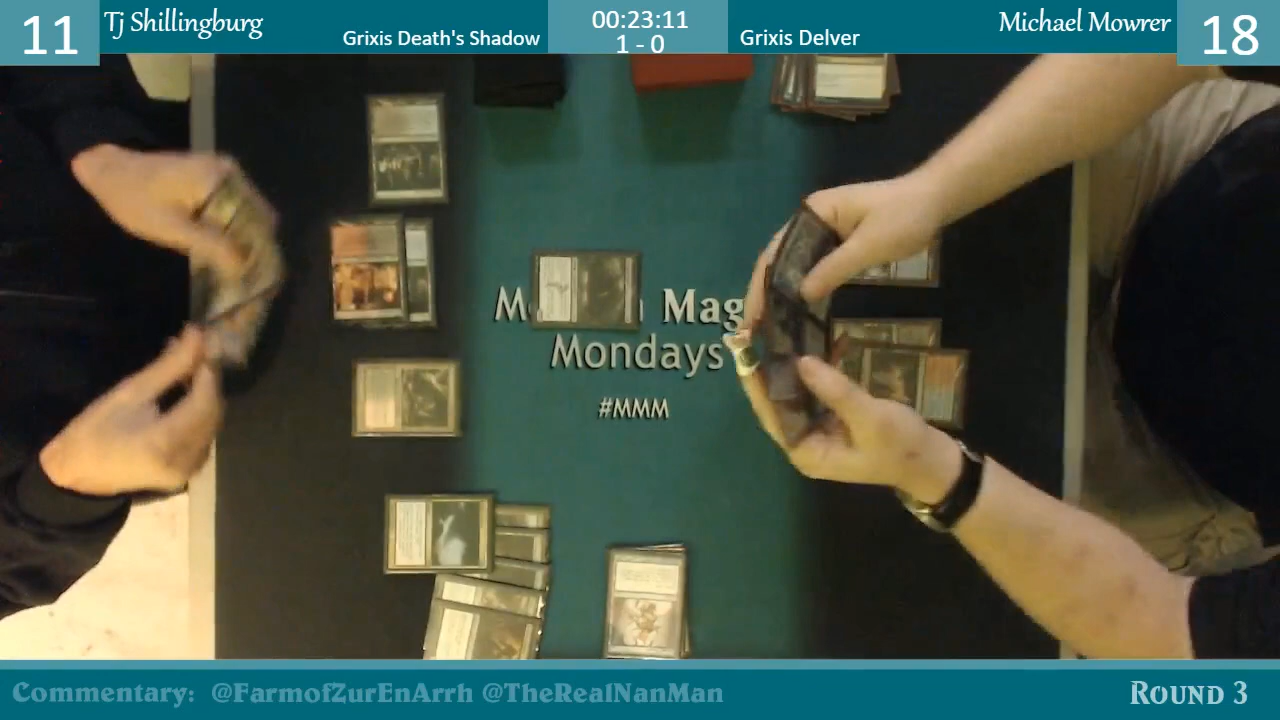 11
Tj Shillingburg
Grixis Death's Shadow
00:23:11
1 - 0
Michael Mowrer
Grixis Delver
18
Mag
Mondays
#MMM
Commentary: @FarmofZurEnArrh @TheRealNanMan
Round 3